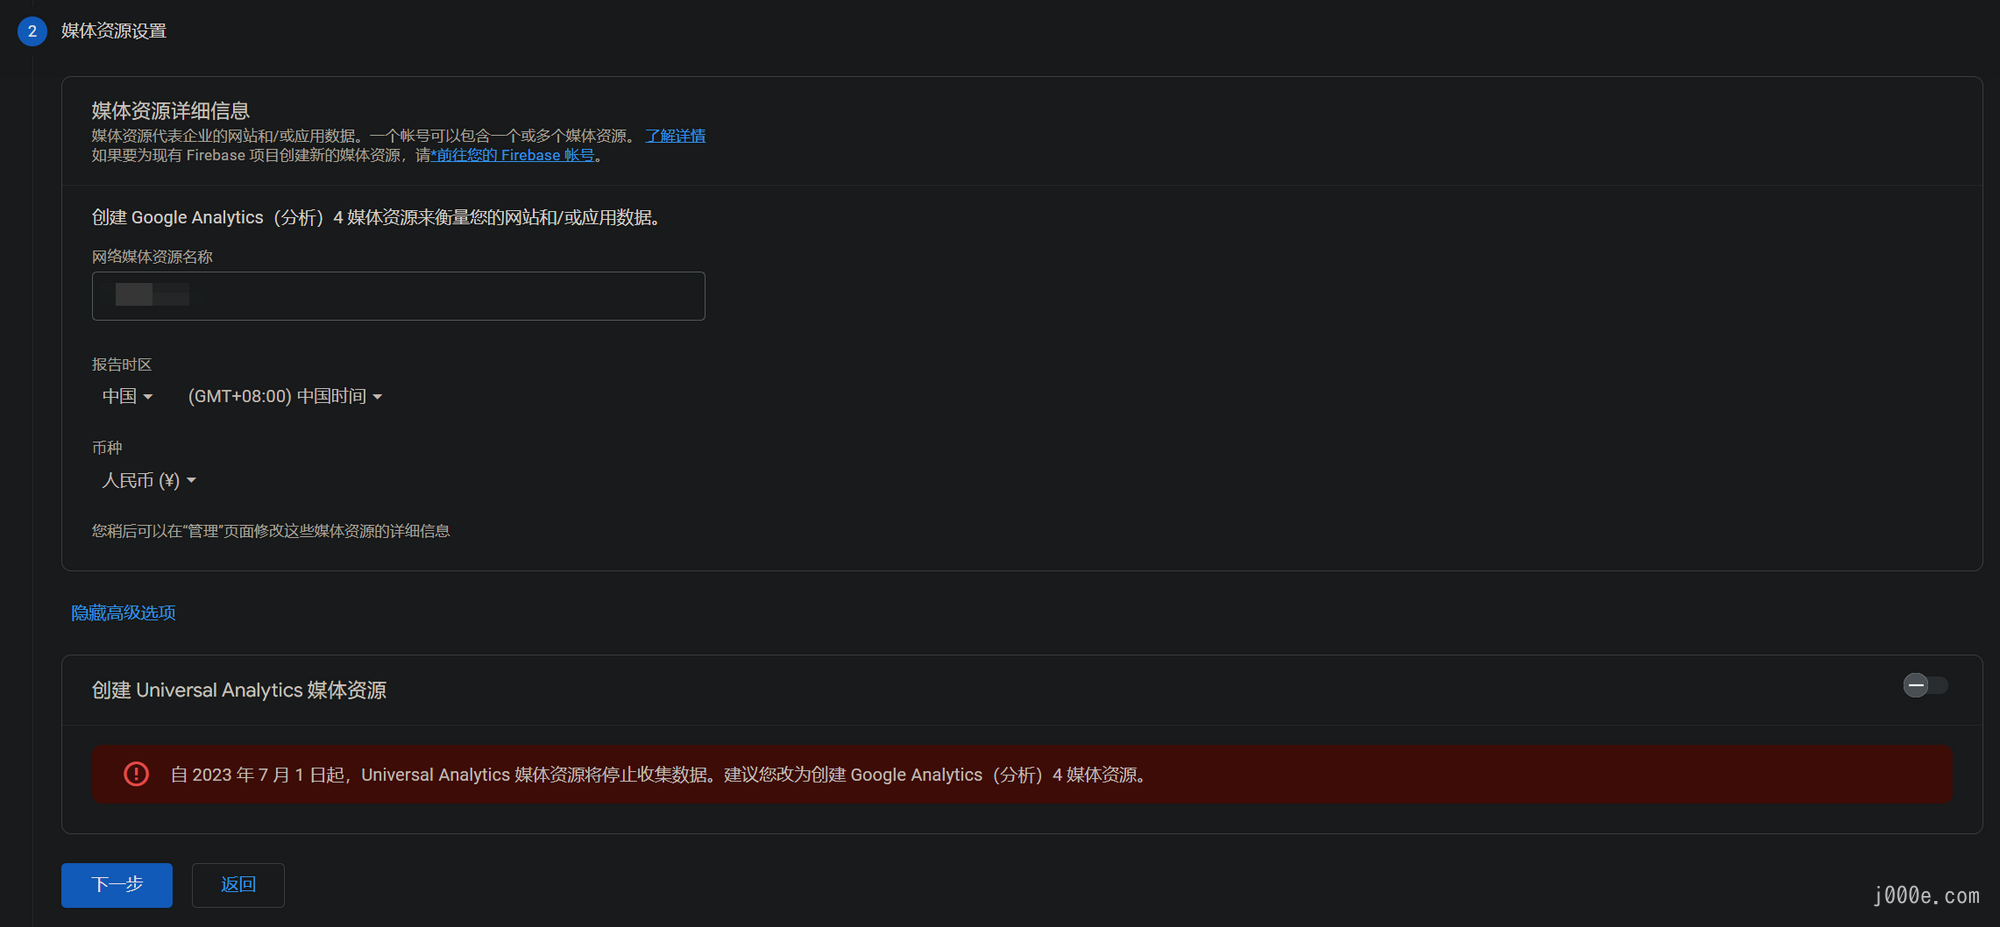 2 媒体资源设置
媒体资源详细信息
媒体资源代表企业的网站和/或应用数据。一个帐号可以包含一个或多个媒体资源。 了解详情
如果要为现有 Firebase 项目创建新的媒体资源，请*前往您的 Firebase 帐号。
创建 Google Analytics（分析）4 媒体资源来衡量您的网站和/或应用数据。
网络媒体资源名称
报告时区
中国 (GMT+08:00) 中国时间
币种
人民币 (¥)
您稍后可以在“管理”页面修改这些媒体资源的详细信息
隐藏高级选项
创建 Universal Analytics 媒体资源
自 2023 年 7 月 1 日起，Universal Analytics 媒体资源将停止收集数据。建议您改为创建 Google Analytics（分析）4 媒体资源。
下一步 返回
j000e.com